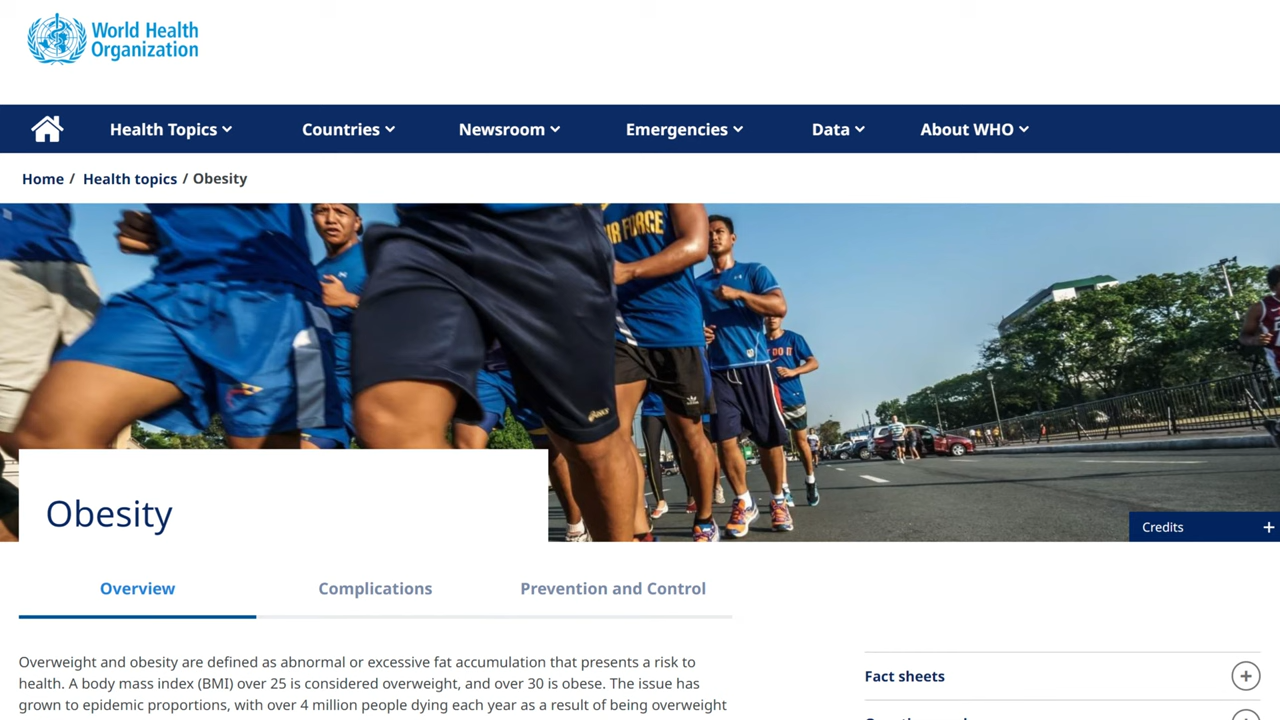 World Health
Organization
Health Topics
Countries
Newsroom
Emergencies
Data
About WHO
Home / Health topics / Obesity
AIR FORCE
Obesity
Credits +
Overview
Complications
Prevention and Control
Overweight and obesity are defined as abnormal or excessive fat accumulation that presents a risk to
health. A body mass index (BMI) over 25 is considered overweight, and over 30 is obese. The issue has
grown to epidemic proportions, with over 4 million people dying each year as a result of being overweight
Fact sheets